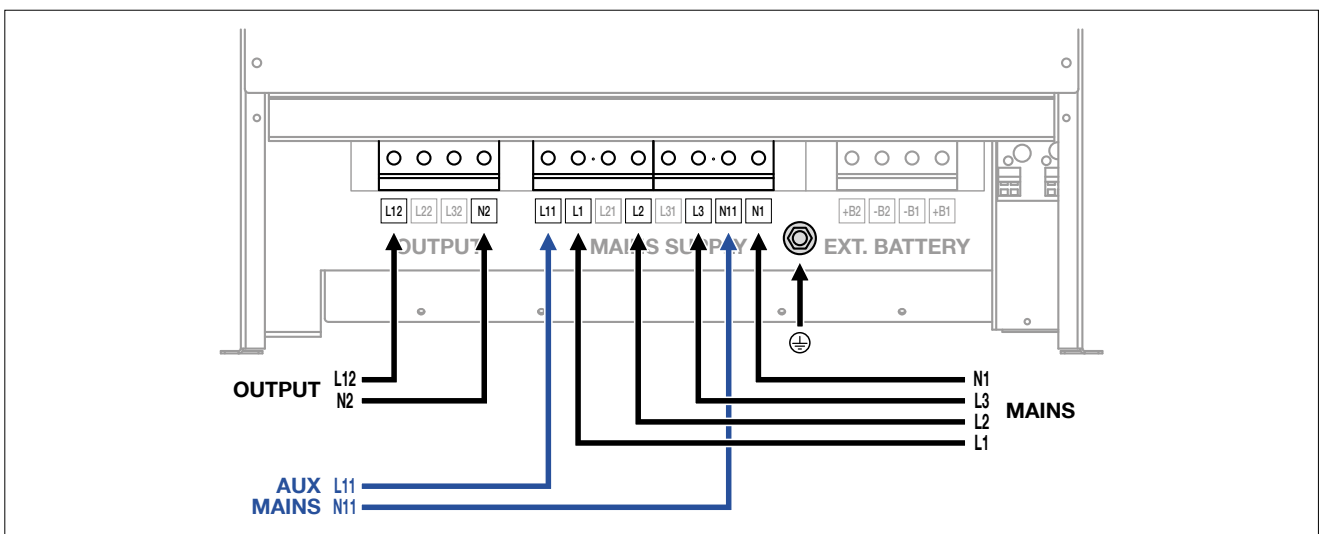 L12 L22 L32 N2 L11 L1 L21 L2 L31 L3 N11 N1 +B2 -B2 -B1 +B1
OUTPUT MAINS SUPPLY EXT. BATTERY
OUTPUT L12
N2
N1
L3
L2
L1
MAINS
AUX L11
MAINS N11